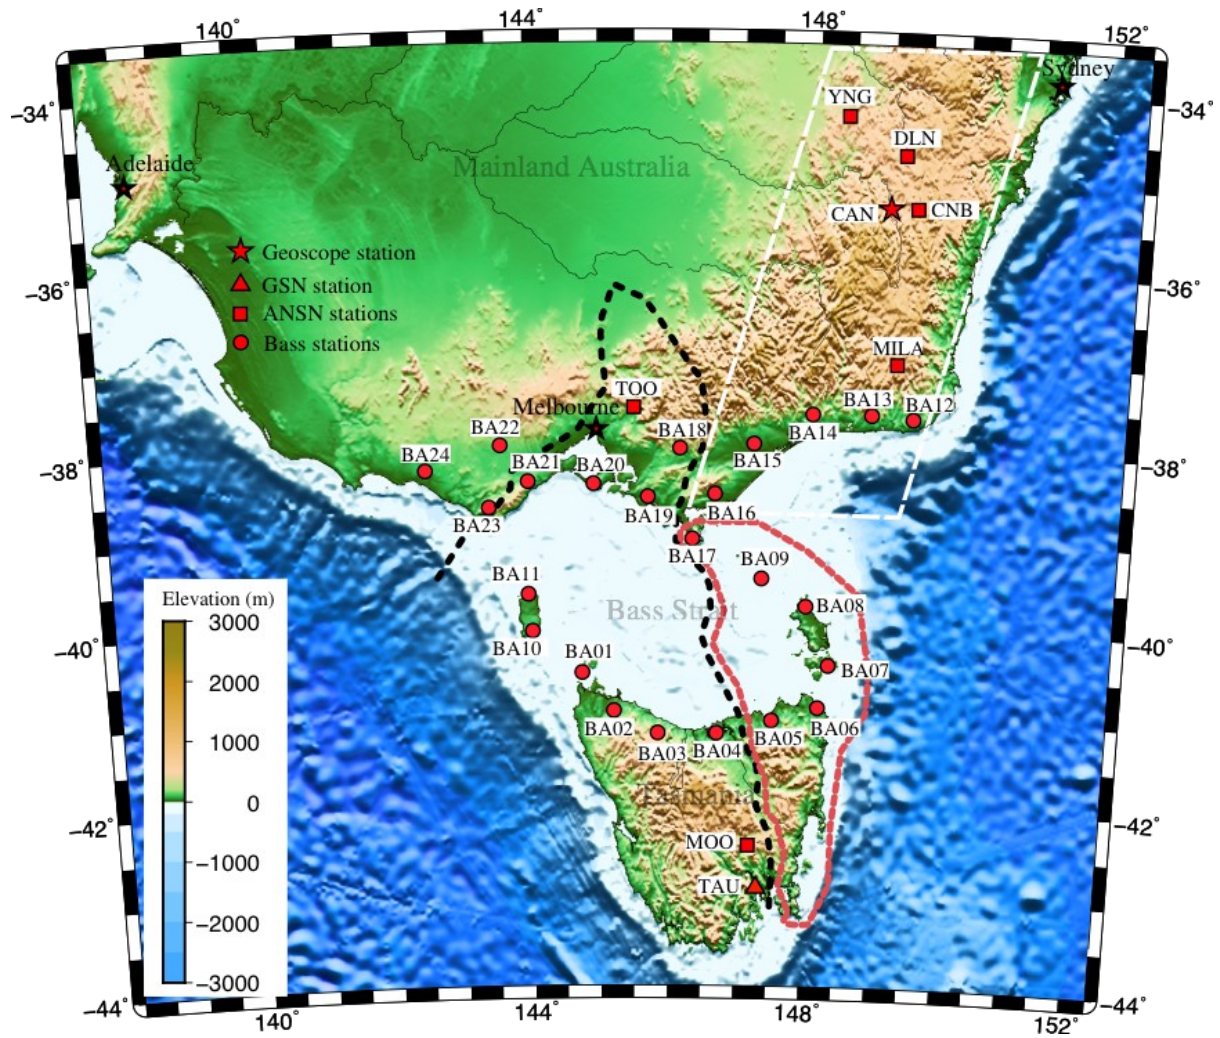 140°
144°
148°
152°
Sydney
YNG
−34°
−34°
DLN
Adelaide
Mainland Australia
CAN
CNB
Geoscope station
GSN station
ANSN stations
Bass stations
−36°
−36°
MILA
TOO
Melbourne
BA13
BA12
BA22
BA18
BA14
BA24
BA21
BA20
BA15
−38°
−38°
BA23
BA19
BA16
BA17
BA09
BA11
Elevation (m)
Bass Strait
BA08
3000
BA10
BA01
−40°
−40°
BA07
2000
BA02
BA03
BA04
BA05
BA06
1000
Tasmania
0
−42°
−42°
MOO
−1000
TAU
−2000
−3000
−44°
−44°
140°
144°
148°
152°